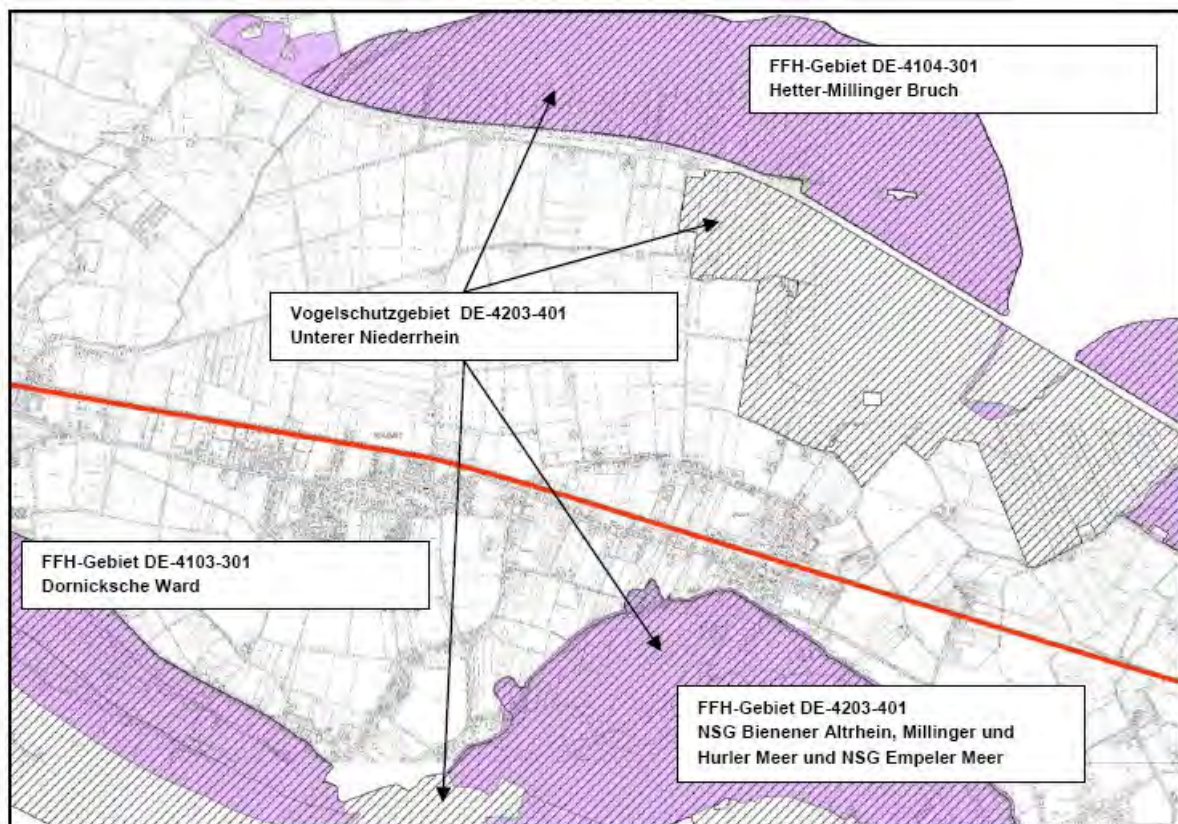 FFH-Gebiet DE-4104-301
Hetter-Millinger Bruch
Vogelschutzgebiet DE-4203-401
Unterer Niederrhein
FFH-Gebiet DE-4103-301
Dornicksche Ward
FFH-Gebiet DE-4203-401
NSG Bienener Altrhein, Millinger und
Hurler Meer und NSG Empeler Meer